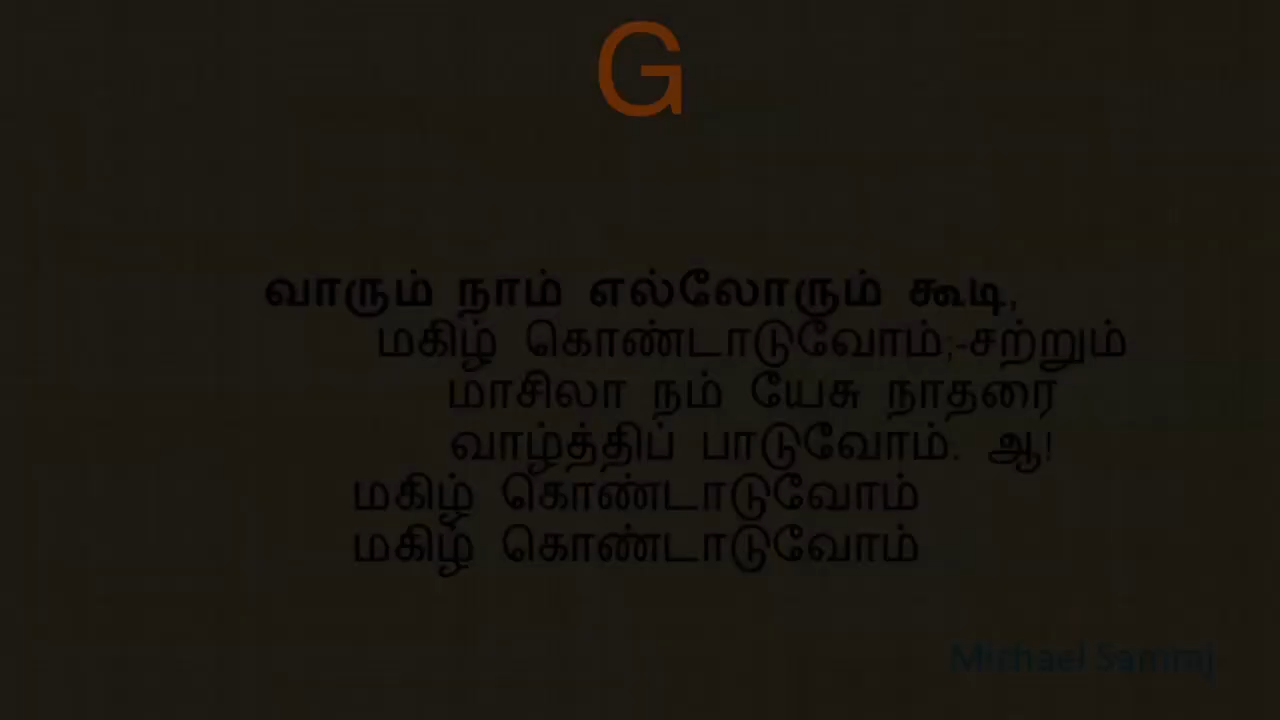 G
வாரும் நாம் எல்லோரும் கூடி,
மகிழ் கொண்டாடுவோம்;-சற்றும்
மாசிலா நம் யேசு நாதரை
வாழ்த்திப் பாடுவோம். ஆ!
மகிழ் கொண்டாடுவோம்
மகிழ் கொண்டாடுவோம்
Michael Samraj